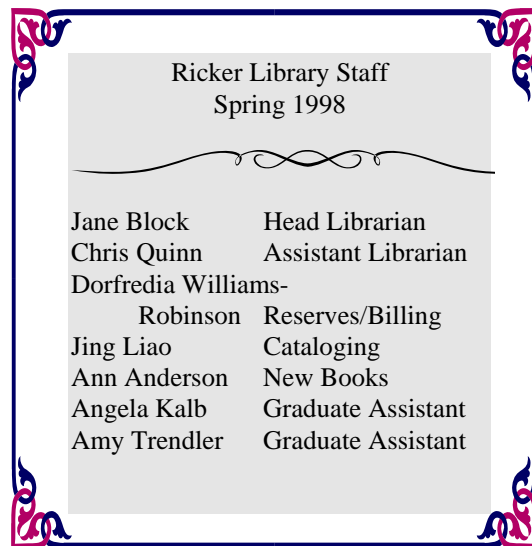 Ricker Library Staff
Spring 1998
Jane Block Head Librarian
Chris Quinn Assistant Librarian
Dorfredia Williams-
Robinson Reserves/Billing
Jing Liao Cataloging
Ann Anderson New Books
Angela Kalb Graduate Assistant
Amy Trendler Graduate Assistant